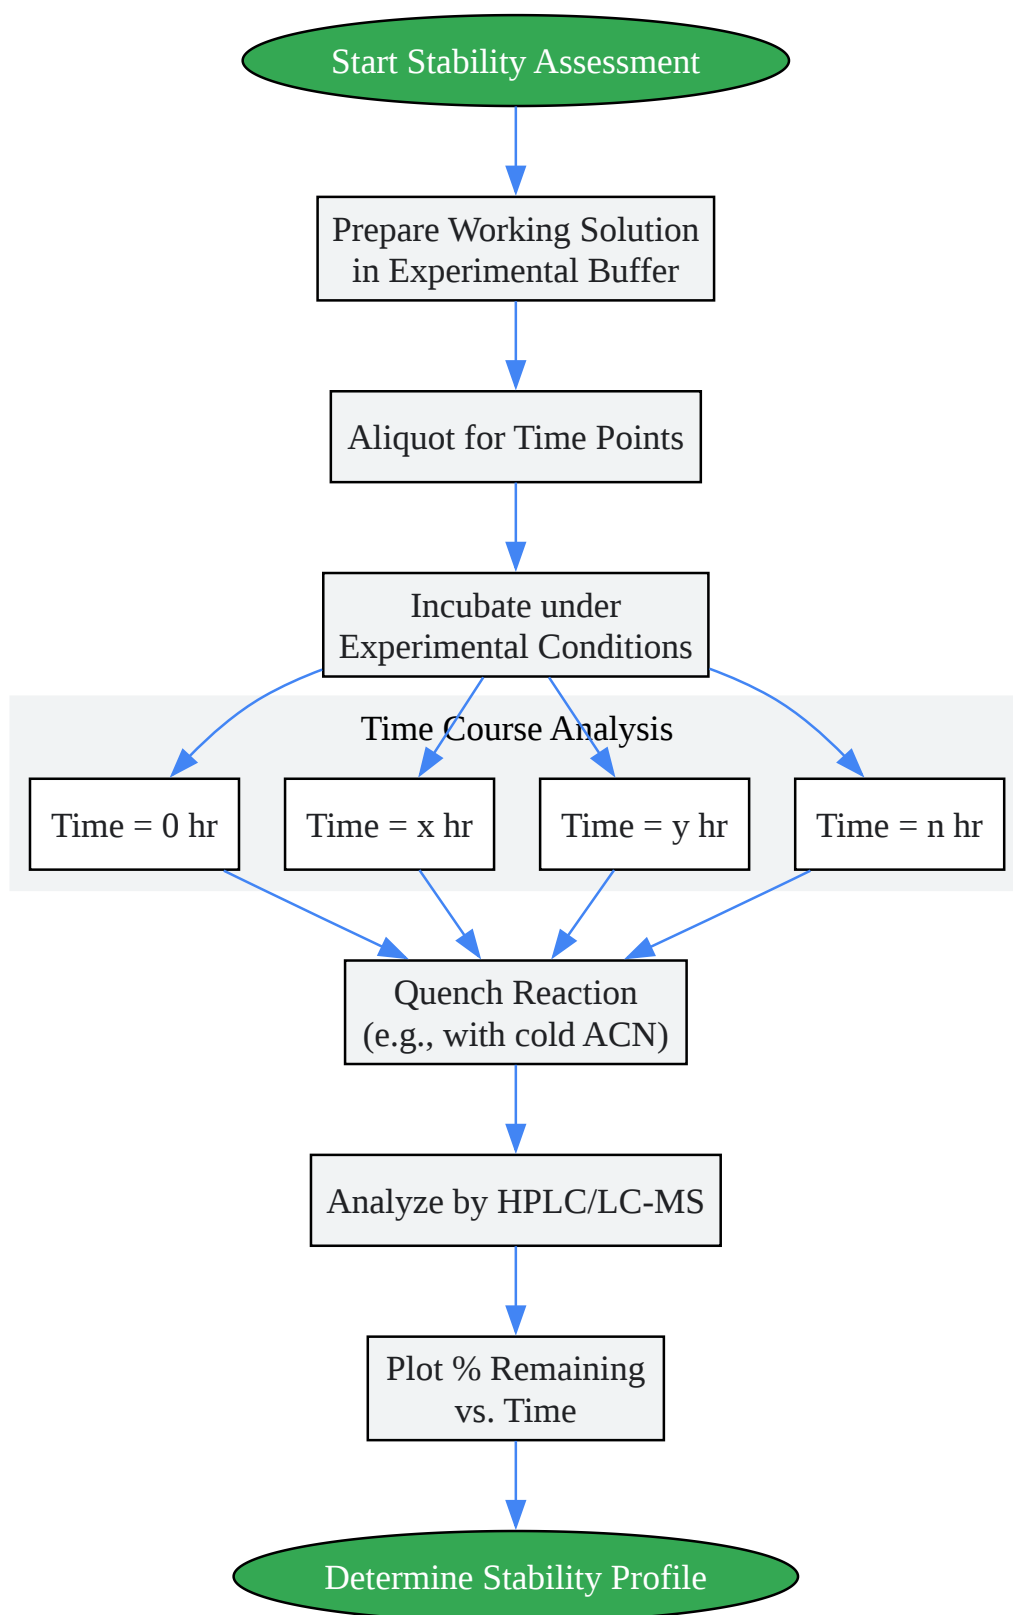 Start Stability Assessment
Prepare Working Solution
in Experimental Buffer
Aliquot for Time Points
Incubate under
Experimental Conditions
Time Course Analysis
Time = 0 hr
Time = x hr
Time = y hr
Time = n hr
Quench Reaction
(e.g., with cold ACN)
Analyze by HPLC/LC-MS
Plot % Remaining
vs. Time
Determine Stability Profile